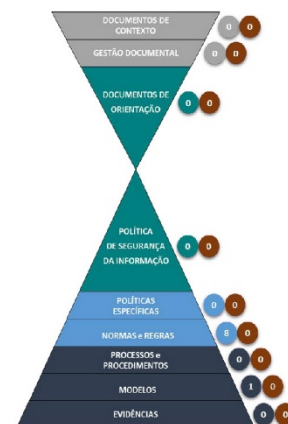 DOCUMENTOS DE
CONTEXTO
0 0
GESTÃO DOCUMENTAL
0 0
DOCUMENTOS DE
ORIENTAÇÃO
0 0
POLÍTICA
DE SEGURANÇA
DA INFORMAÇÃO
0 0
POLÍTICAS
ESPECÍFICAS
0 0
NORMAS e REGRAS
8 0
PROCESSOS e
PROCEDIMENTOS
0 0
MODELOS
1 0
EVIDÊNCIAS
0 0